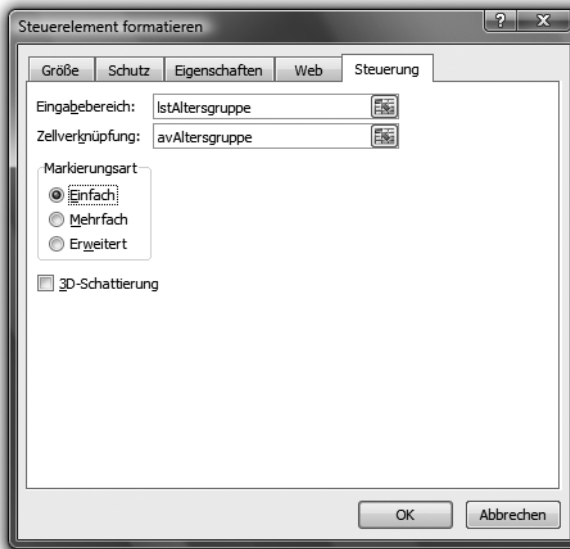 Steuerelement formatieren
?
X
Größe Schutz Eigenschaften Web Steuerung
Eingabebereich: lstAltersgruppe
Zellverknüpfung: avAltersgruppe
Markierungsart
Einfach
Mehrfach
Erweitert
3D-Schattierung
OK Abbrechen